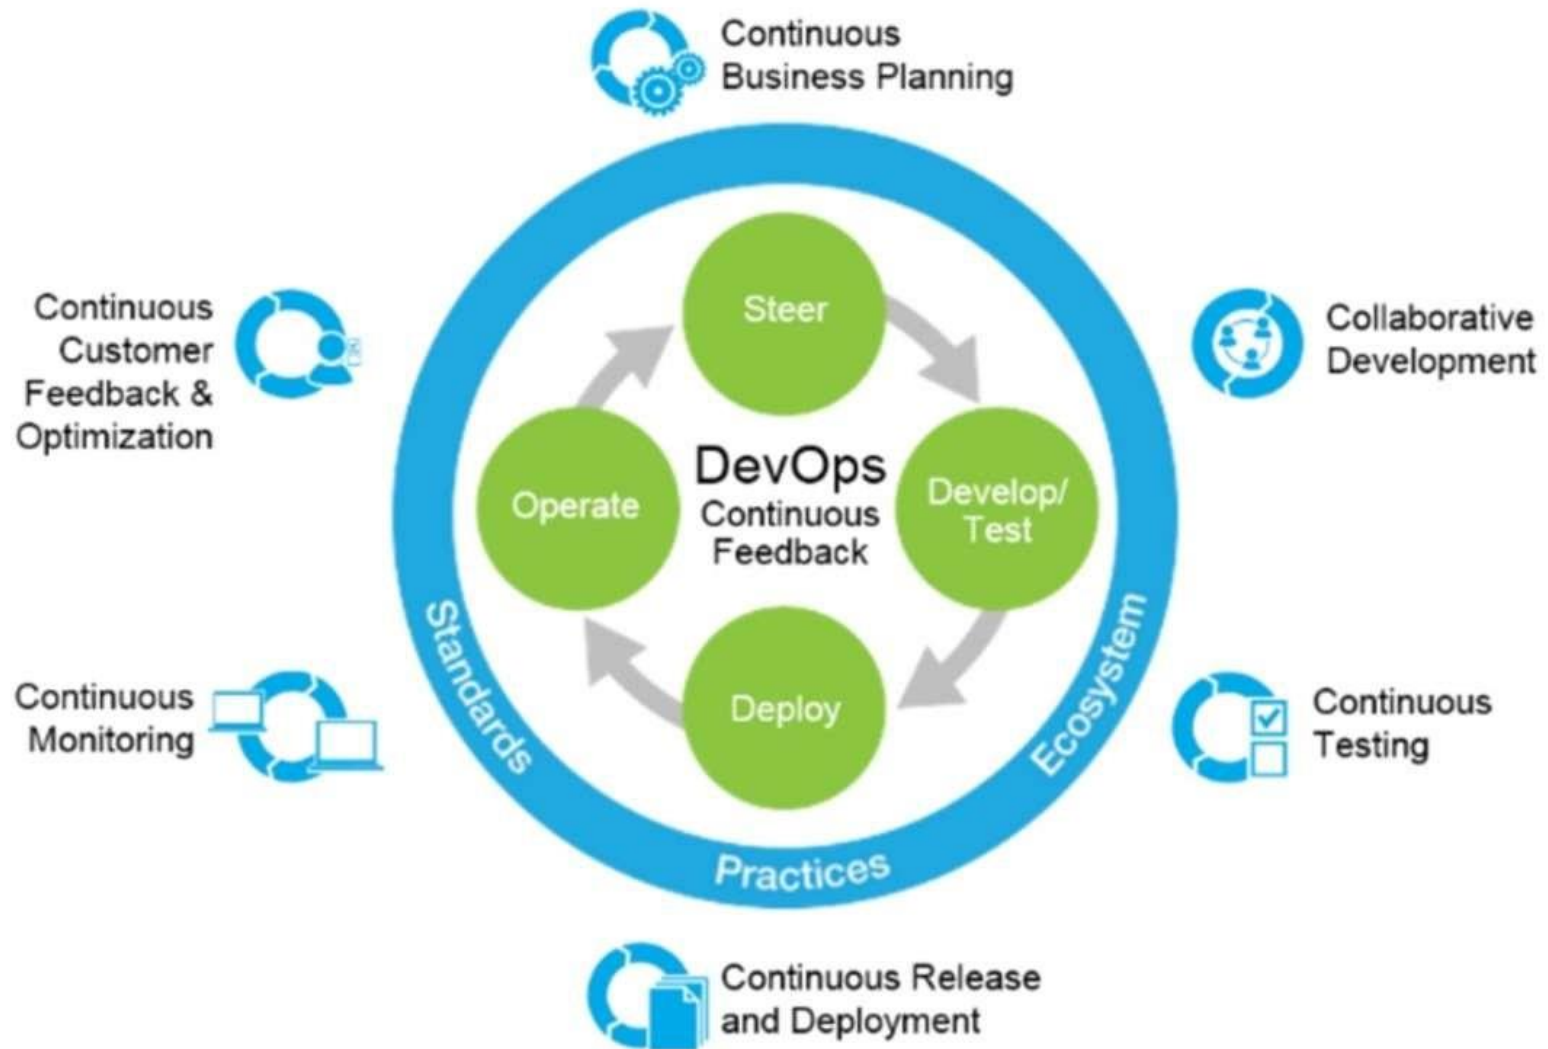 Continuous
Business Planning
Continuous
Customer
Feedback &
Optimization
Collaborative
Development
Steer
Operate
DevOps
Continuous
Feedback
Develop/
Test
Deploy
Standards
Practices
Ecosystem
Continuous
Monitoring
Continuous
Testing
Continuous Release
and Deployment